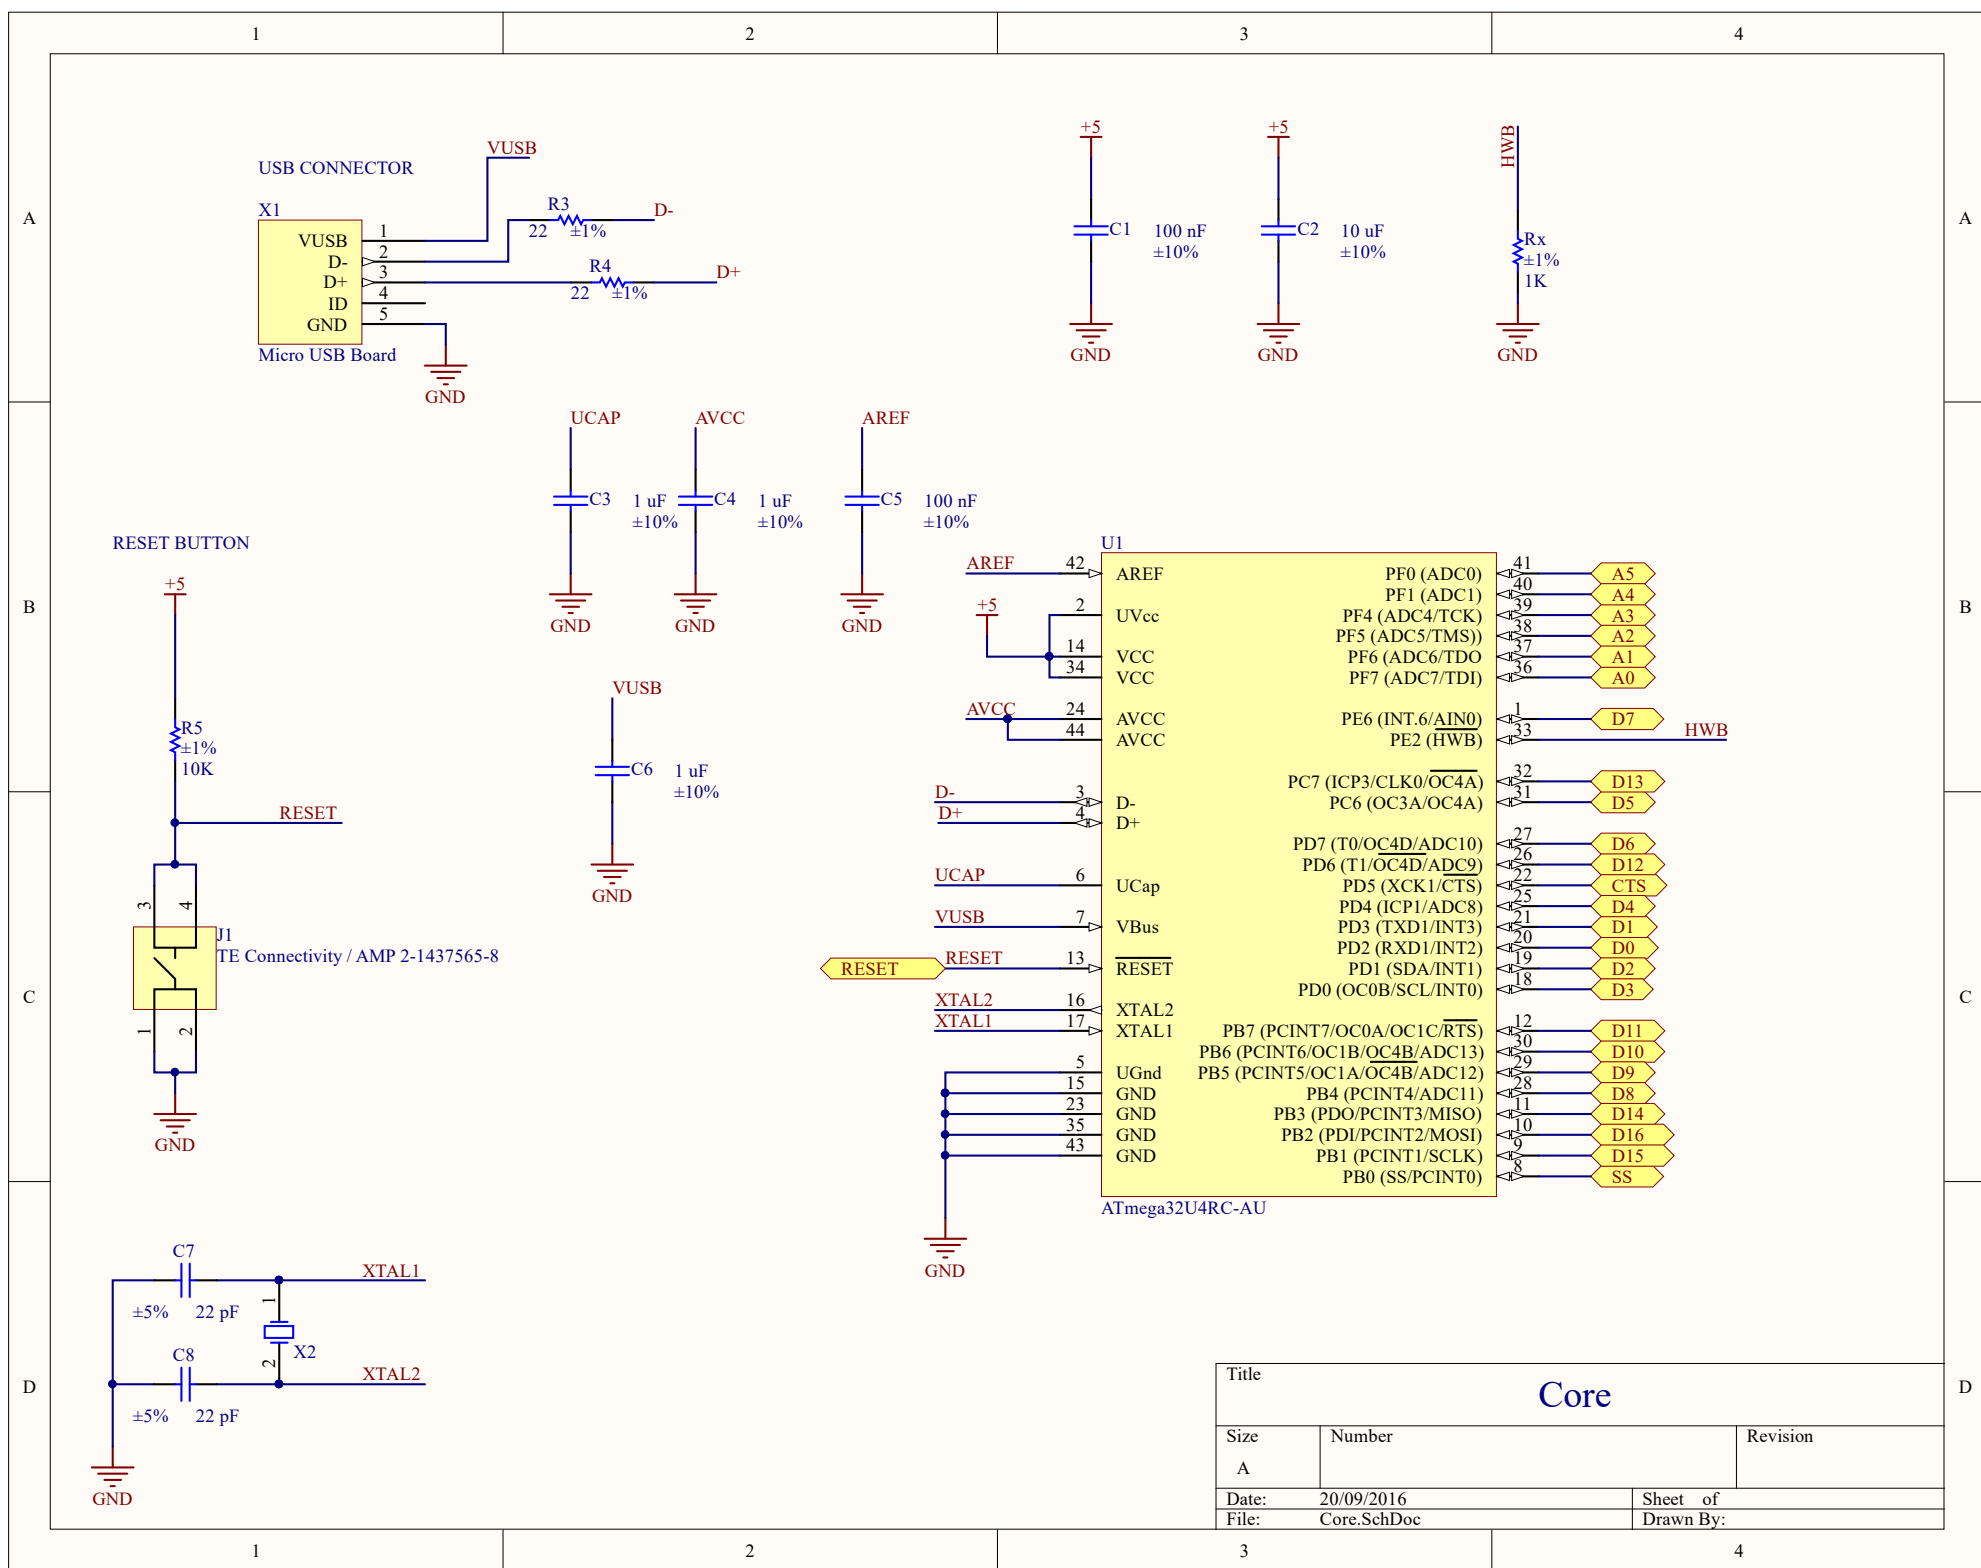 1 2 3 4
A A
B B
C C
D D
1 2 3 4
USB CONNECTOR
VUSB
X1
VUSB 1
D- 2
D+ 3
ID 4
GND 5
Micro USB Board
GND
R3
22 ±1%
D-
R4
22 ±1%
D+
+5
C1 100 nF
±10%
GND
+5
C2 10 uF
±10%
GND
HWB
Rx
±1%
1K
GND
UCAP
C3 1 uF
±10%
GND
AVCC
C4 1 uF
±10%
GND
AREF
C5 100 nF
±10%
GND
VUSB
C6 1 uF
±10%
GND
RESET BUTTON
+5
R5
±1%
10K
RESET
3 4
J1
TE Connectivity / AMP 2-1437565-8
1 2
GND
C7
±5% 22 pF
XTAL1
1
X2
2
C8
±5% 22 pF
XTAL2
GND
U1
AREF 42 AREF
+5
2 UVcc
14 VCC
34 VCC
AVCC 24 AVCC
44 AVCC
D- 3 D-
D+ 4 D+
UCAP 6 UCap
VUSB 7 VBus
RESET RESET 13 RESET
XTAL2 16 XTAL2
XTAL1 17 XTAL1
5 UGnd
15 GND
23 GND
35 GND
43 GND
GND
PF0 (ADC0) 41 A5
PF1 (ADC1) 40 A4
PF4 (ADC4/TCK) 39 A3
PF5 (ADC5/TMS)) 38 A2
PF6 (ADC6/TDO 37 A1
PF7 (ADC7/TDI) 36 A0
PE6 (INT.6/AIN0) 1 D7
PE2 (HWB) 33 HWB
PC7 (ICP3/CLK0/OC4A) 32 D13
PC6 (OC3A/OC4A) 31 D5
PD7 (T0/OC4D/ADC10) 27 D6
PD6 (T1/OC4D/ADC9) 26 D12
PD5 (XCK1/CTS) 22 CTS
PD4 (ICP1/ADC8) 25 D4
PD3 (TXD1/INT3) 21 D1
PD2 (RXD1/INT2) 20 D0
PD1 (SDA/INT1) 19 D2
PD0 (OC0B/SCL/INT0) 18 D3
PB7 (PCINT7/OC0A/OC1C/RTS) 12 D11
PB6 (PCINT6/OC1B/OC4B/ADC13) 30 D10
PB5 (PCINT5/OC1A/OC4B/ADC12) 29 D9
PB4 (PCINT4/ADC11) 28 D8
PB3 (PDO/PCINT3/MISO) 11 D14
PB2 (PDI/PCINT2/MOSI) 10 D16
PB1 (PCINT1/SCLK) 9 D15
PB0 (SS/PCINT0) 8 SS
ATmega32U4RC-AU
Title
Core
Size Number Revision
A
Date: 20/09/2016 Sheet of
File: Core.SchDoc Drawn By: